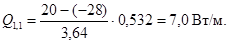 Q₁,₁ = (20 − (−28)) / 3,64 · 0,532 = 7,0 Вт/м.